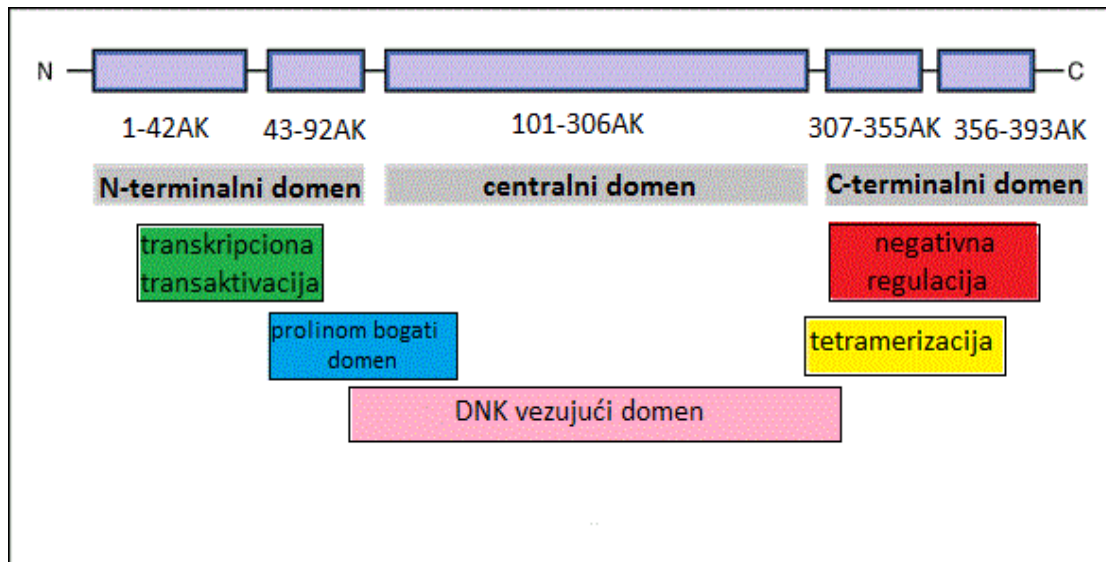 N C
1-42AK 43-92AK 101-306AK 307-355AK 356-393AK
N-terminalni domen centralni domen C-terminalni domen
transkripciona
transaktivacija
negativna
regulacija
prolinom bogati
domen
tetramerizacija
DNK vezujući domen